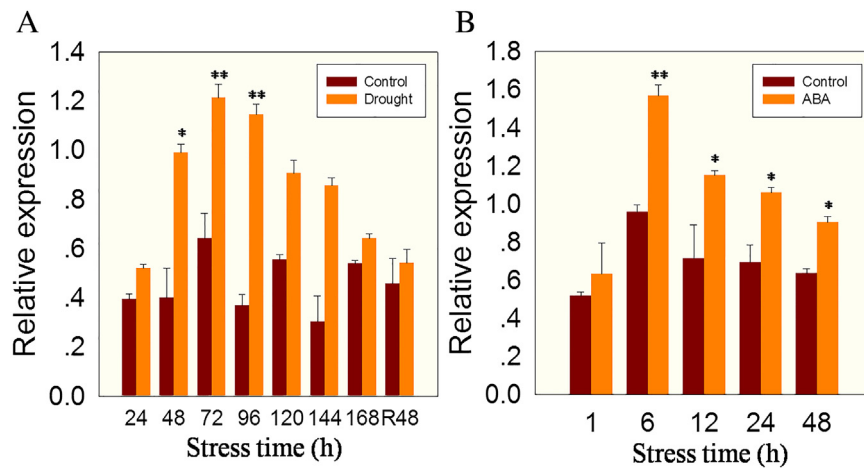 A
Relative expression
1.4
1.2
1.0
.8
.6
.4
.2
0.0
Control
Drought
*
**
**
24 48 72 96 120 144 168 R48
Stress time (h)
B
Relative expression
1.8
1.6
1.4
1.2
1.0
.8
.6
.4
.2
0.0
Control
ABA
**
*
*
*
1 6 12 24 48
Stress time (h)